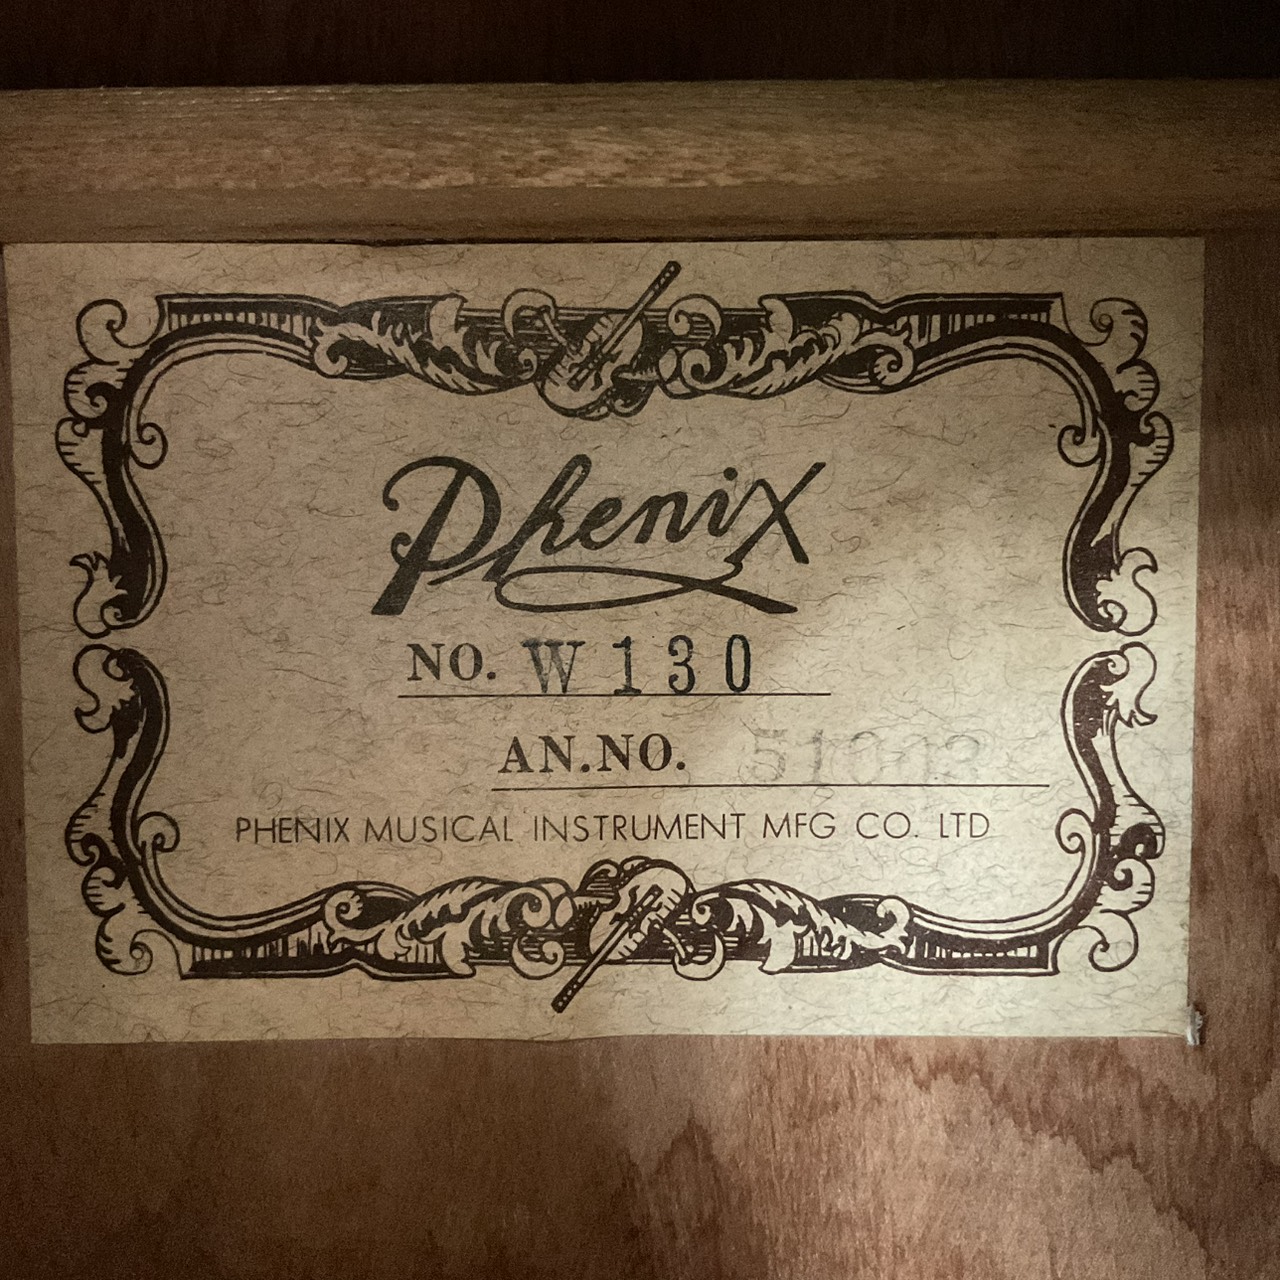 Phenix
NO. W130
AN.NO.
PHENIX MUSICAL INSTRUMENT MFG CO. LTD